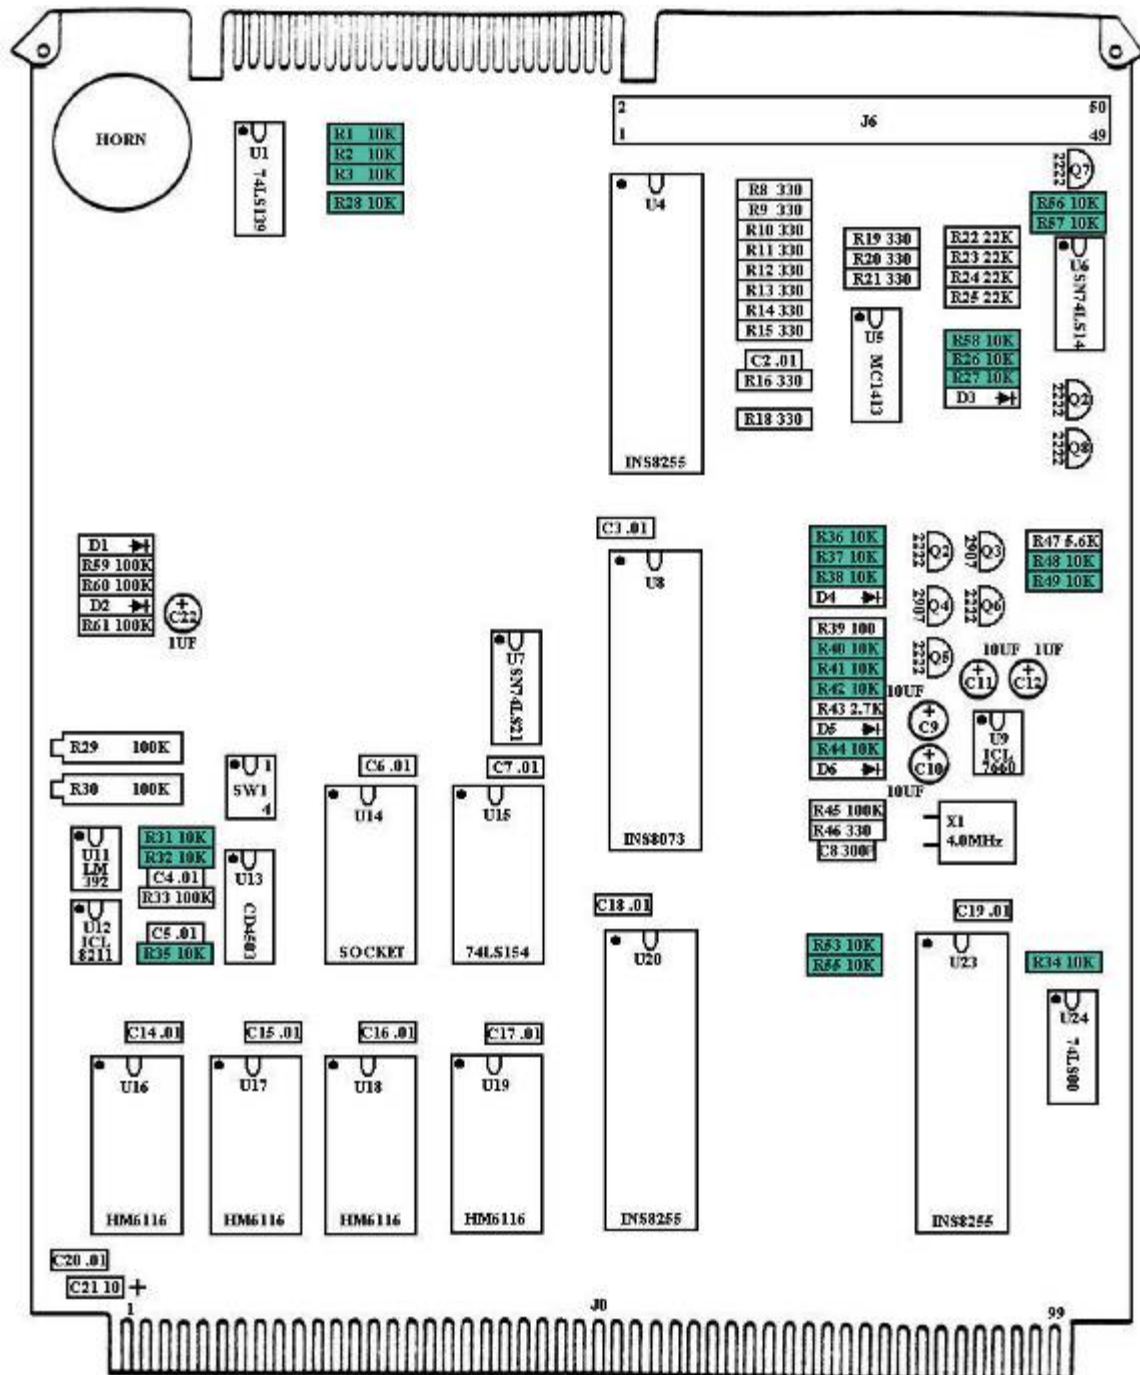 HORN
U1
74LS139
R1 10K
R2 10K
R3 10K
R28 10K
2
50
1
J6
49
U4
INS8255
R8 330
R9 330
R10 330
R11 330
R12 330
R13 330
R14 330
R15 330
C2 .01
R16 330
R18 330
R19 330
R20 330
R21 330
U5
MC1413
R22 22K
R23 22K
R24 22K
R25 22K
R58 10K
R26 10K
R27 10K
D3
2222
Q7
R56 10K
R57 10K
U6
SN74LS14
2222
Q2
2222
Q8
D1
R59 100K
R60 100K
D2
R61 100K
+
C22
1UF
C3 .01
U8
INS8073
R36 10K
R37 10K
R38 10K
D4
R39 100
R40 10K
R41 10K
R42 10K
R43 2.7K
D5
R44 10K
D6
R45 100K
R46 330
C8 300P
2222
Q2
2907
Q3
2907
Q4
2222
Q6
2222
Q5
R47 5.6K
R48 10K
R49 10K
10UF
1UF
+
C11
+
C12
10UF
+
C9
+
C10
10UF
U9
ICL
7660
X1
4.0MHz
U7
SN74LS21
R29 100K
R30 100K
1
SW1
4
C6 .01
C7 .01
U14
SOCKET
U15
74LS154
U11
LM
392
R31 10K
R32 10K
C4 .01
R33 100K
C5 .01
R35 10K
U12
ICL
8211
U13
CD4503
C18 .01
U20
INS8255
R53 10K
R55 10K
C19 .01
U23
INS8255
R34 10K
U24
74LS00
C14 .01
C15 .01
C16 .01
C17 .01
U16
HM6116
U17
HM6116
U18
HM6116
U19
HM6116
C20 .01
C21 10 +
1
J0
99